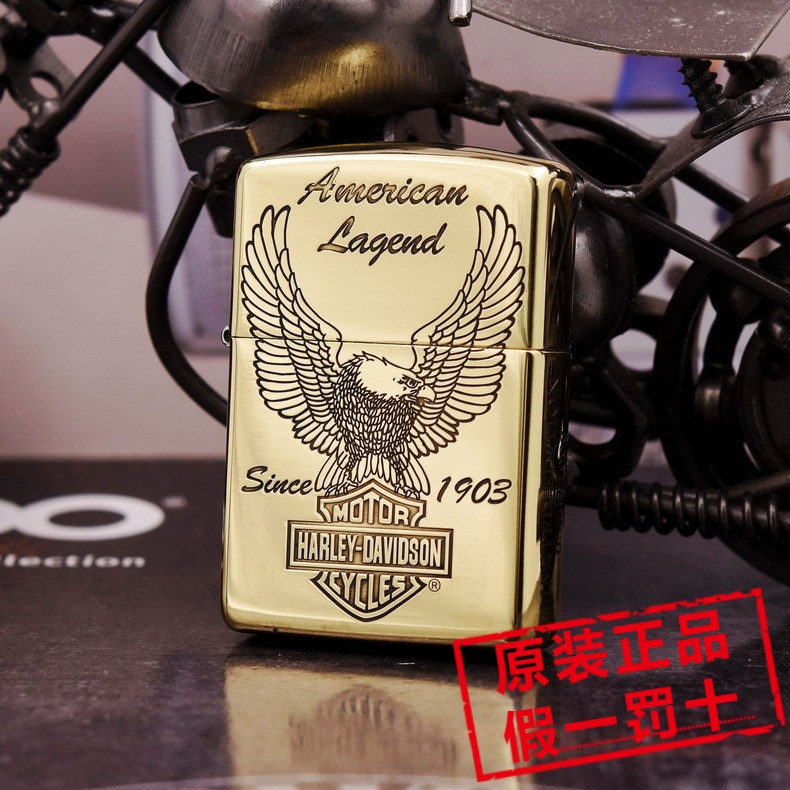 American
Lagend
Since 1903
MOTOR
HARLEY-DAVIDSON
CYCLES
®
原装正品
假一罚十